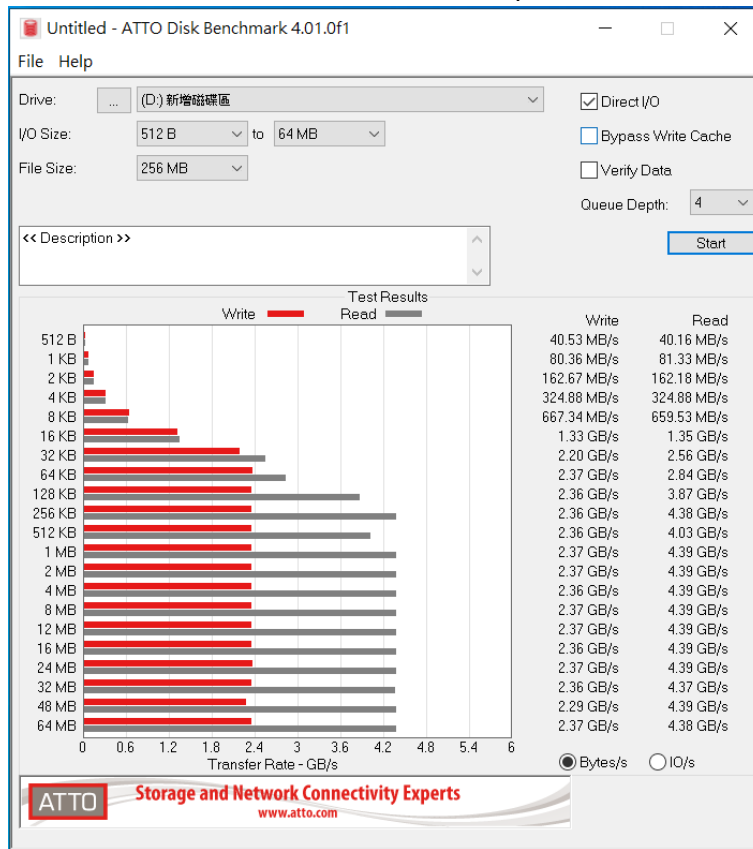 Untitled - ATTO Disk Benchmark 4.01.0f1
File Help
Drive: ... (D:) 新增磁碟區
Direct I/O
I/O Size: 512 B to 64 MB
Bypass Write Cache
File Size: 256 MB
Verify Data
Queue Depth: 4
<< Description >>
Start
Test Results
Write Read
Write Read
512 B 40.53 MB/s 40.16 MB/s
1 KB 80.36 MB/s 81.33 MB/s
2 KB 162.67 MB/s 162.18 MB/s
4 KB 324.88 MB/s 324.88 MB/s
8 KB 667.34 MB/s 659.53 MB/s
16 KB 1.33 GB/s 1.35 GB/s
32 KB 2.20 GB/s 2.56 GB/s
64 KB 2.37 GB/s 2.84 GB/s
128 KB 2.36 GB/s 3.87 GB/s
256 KB 2.36 GB/s 4.38 GB/s
512 KB 2.36 GB/s 4.03 GB/s
1 MB 2.37 GB/s 4.39 GB/s
2 MB 2.37 GB/s 4.39 GB/s
4 MB 2.36 GB/s 4.39 GB/s
8 MB 2.37 GB/s 4.39 GB/s
12 MB 2.37 GB/s 4.39 GB/s
16 MB 2.36 GB/s 4.39 GB/s
24 MB 2.37 GB/s 4.39 GB/s
32 MB 2.36 GB/s 4.37 GB/s
48 MB 2.29 GB/s 4.39 GB/s
64 MB 2.37 GB/s 4.38 GB/s
0 0.6 1.2 1.8 2.4 3 3.6 4.2 4.8 5.4 6
Transfer Rate - GB/s
Bytes/s IO/s
ATTO
Storage and Network Connectivity Experts
www.atto.com